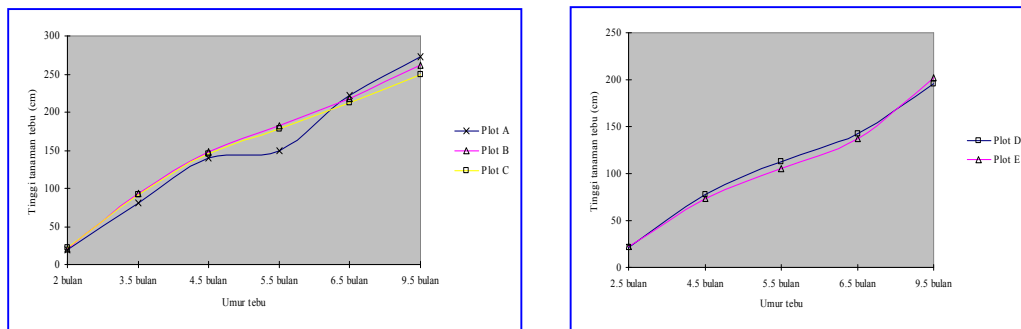 Tinggi tanaman tebu (cm)
300
250
200
150
100
50
0
2 bulan 3.5 bulan 4.5 bulan 5.5 bulan 6.5 bulan 9.5 bulan
Umur tebu
Plot A
Plot B
Plot C
Tinggi tanaman tebu (cm)
250
200
150
100
50
0
2.5 bulan 4.5 bulan 5.5 bulan 6.5 bulan 9.5 bulan
Umur tebu
Plot D
Plot E